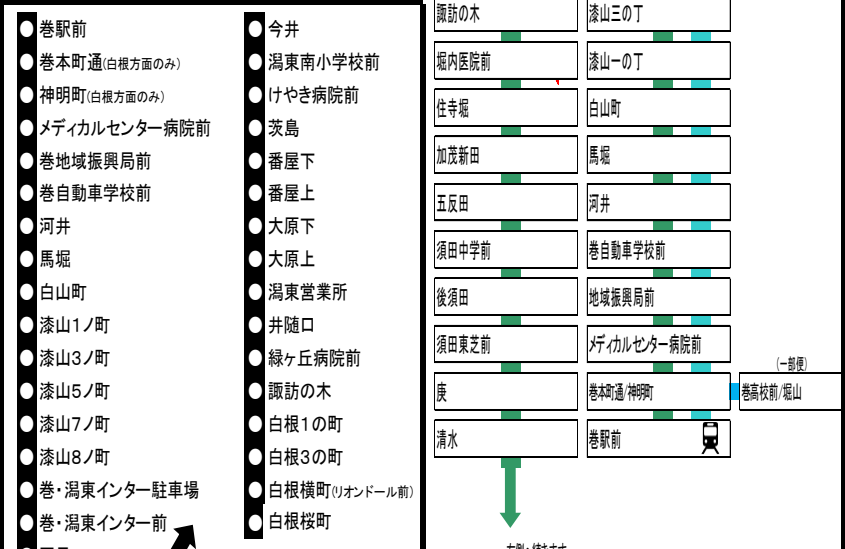 巻駅前
巻本町通(白根方面のみ)
神明町(白根方面のみ)
メディカルセンター病院前
巻地域振興局前
巻自動車学校前
河井
馬堀
白山町
漆山1ノ町
漆山3ノ町
漆山5ノ町
漆山7ノ町
漆山8ノ町
巻・潟東インター駐車場
巻・潟東インター前
今井
潟東南小学校前
けやき病院前
茨島
番屋下
番屋上
大原下
大原上
潟東営業所
井随口
緑ヶ丘病院前
諏訪の木
白根1の町
白根3の町
白根横町(リオンドール前)
白根桜町
諏訪の木
堀内医院前
住寺堀
加茂新田
五反田
須田中学前
後須田
須田東芝前
庚
清水
漆山三の丁
漆山一の丁
白山町
馬堀
河井
巻自動車学校前
地域振興局前
メディカルセンター病院前
巻本町通/神明町
巻駅前
(一部便)
巻高校前/堀山